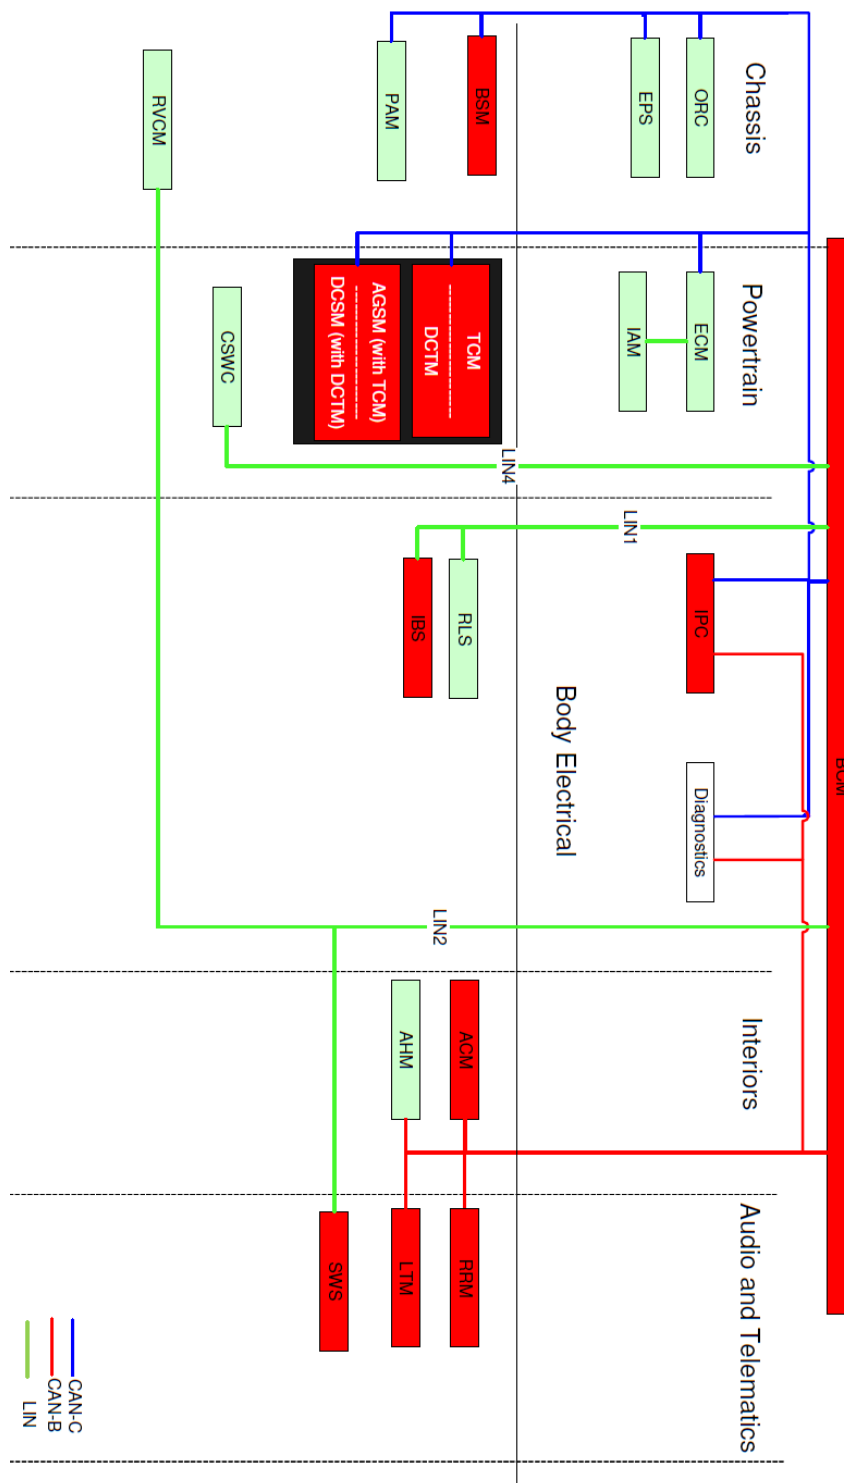 BCM
Chassis
ORC
EPS
BSM
PAM
RVCM
Powertrain
ECM
IAM
TCM
DCTM
AGSM (with TCM)
DCSM (with DCTM)
CSWC
LIN4
LIN1
IPC
RLS
IBS
Body Electrical
Diagnostics
LIN2
Interiors
ACM
AHM
Audio and Telematics
RRM
LTM
SWS
CAN-C
CAN-B
LIN